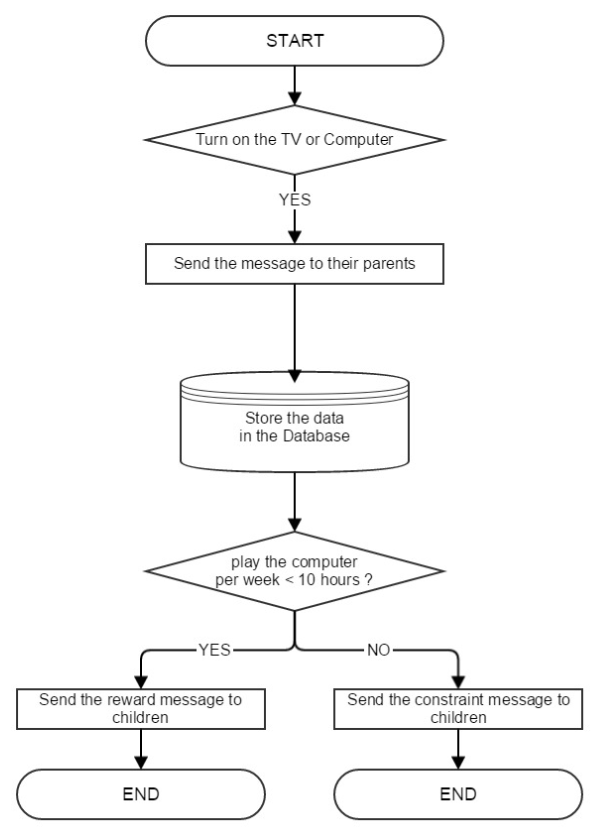 START
Turn on the TV or Computer
YES
Send the message to their parents
Store the data
in the Database
play the computer
per week < 10 hours ?
YES
NO
Send the reward message to
children
Send the constraint message to
children
END
END